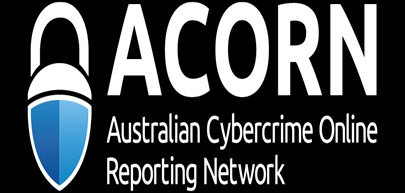 ACORN
Australian Cybercrime Online
Reporting Network